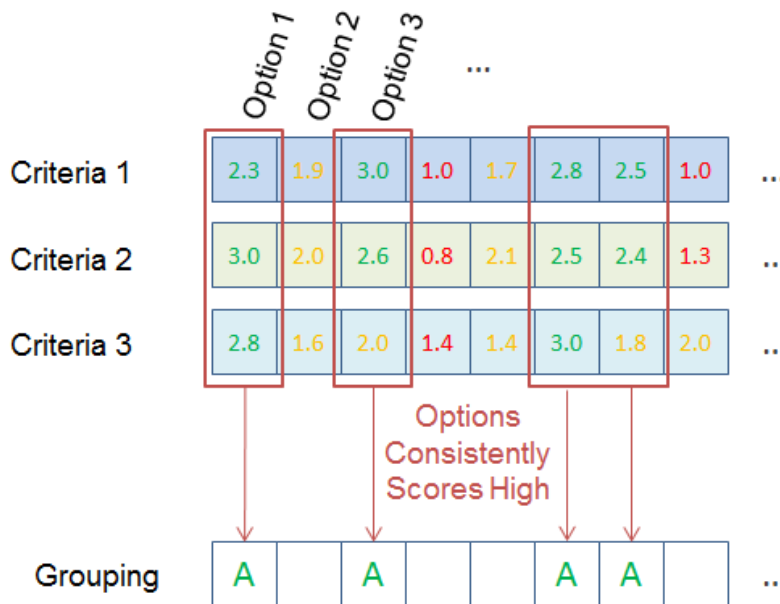 Option 1
Option 2
Option 3
...
Criteria 1 2.3 1.9 3.0 1.0 1.7 2.8 2.5 1.0 ...
Criteria 2 3.0 2.0 2.6 0.8 2.1 2.5 2.4 1.3 ...
Criteria 3 2.8 1.6 2.0 1.4 1.4 3.0 1.8 2.0 ...
Options
Consistently
Scores High
Grouping A A A A ...